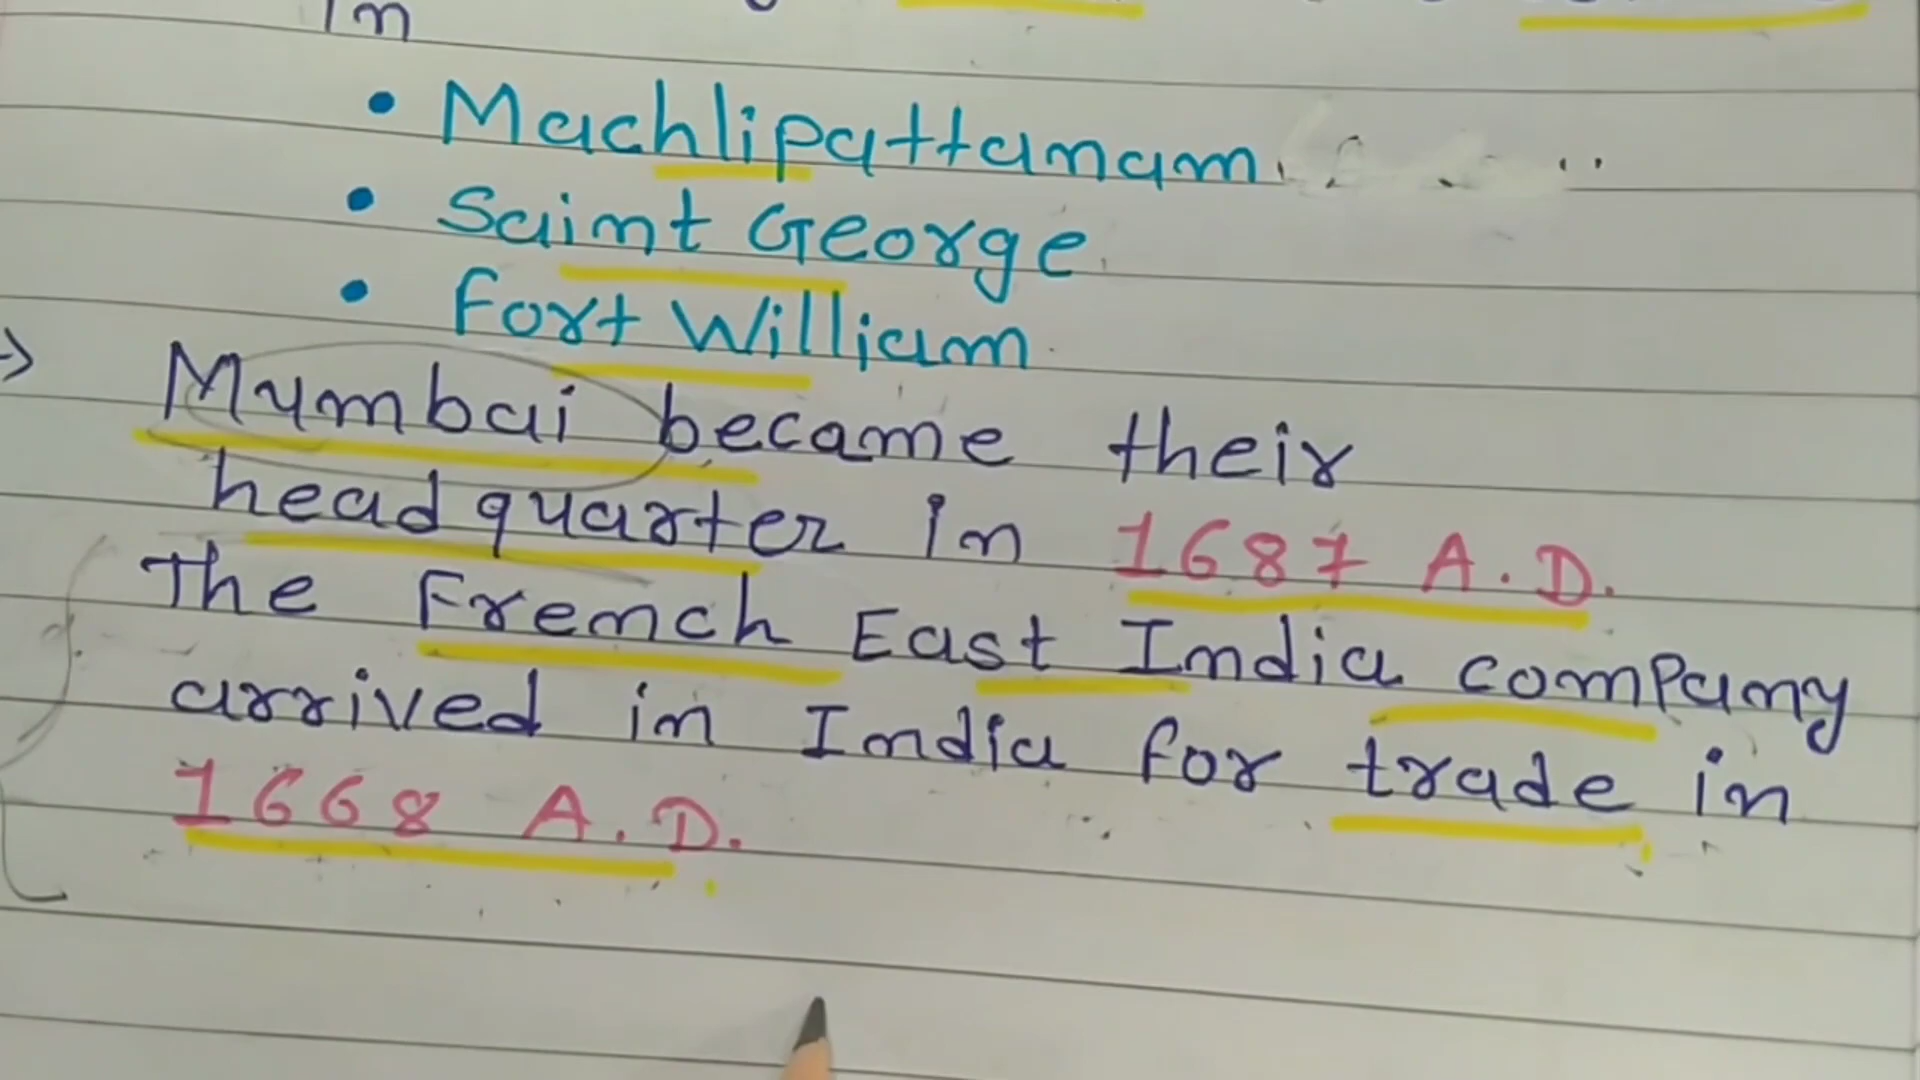 In
• Machlipattanam.
• Saint George
• Fort William
→ Mumbai became their
headquarter in 1687 A.D.
The French East India company
arrived in India for trade in
1668 A.D.